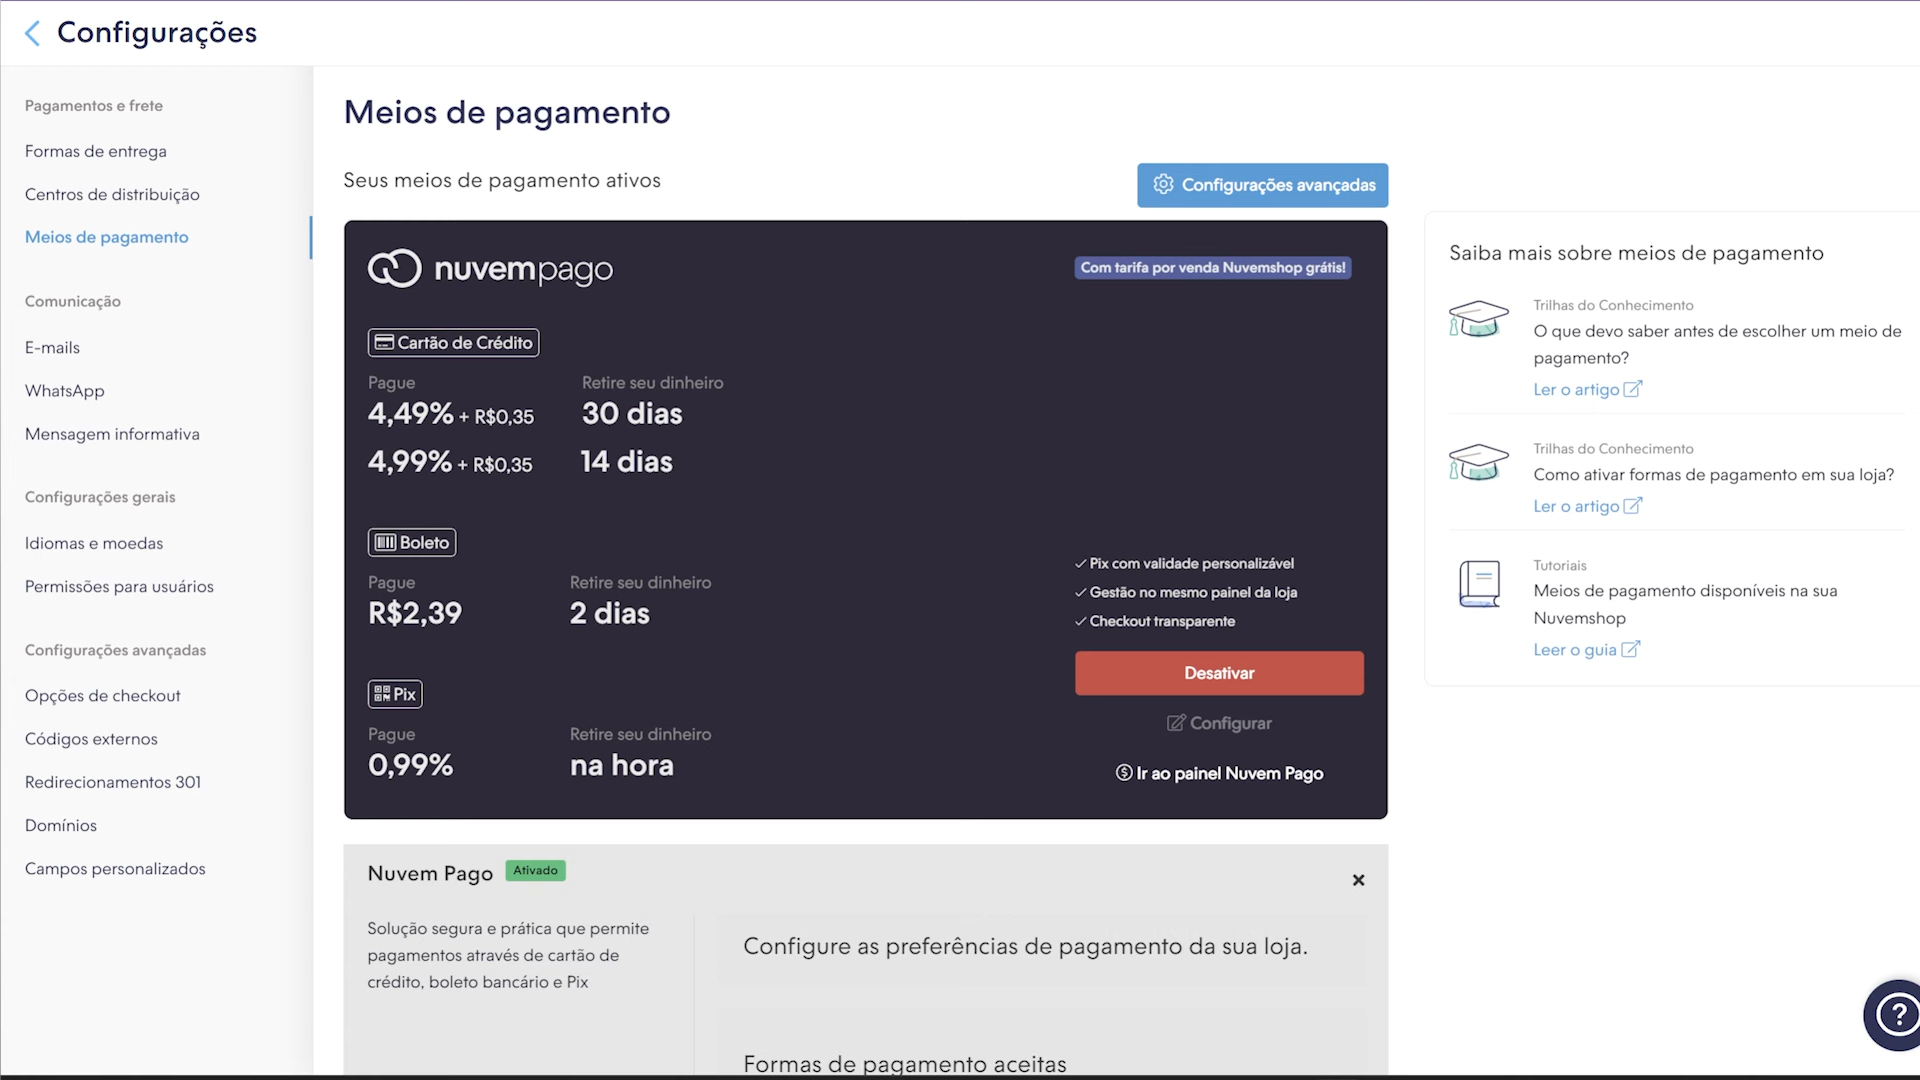 Configurações
Pagamentos e frete
Formas de entrega
Centros de distribuição
Meios de pagamento
Comunicação
E-mails
WhatsApp
Mensagem informativa
Configurações gerais
Idiomas e moedas
Permissões para usuários
Configurações avançadas
Opções de checkout
Códigos externos
Redirecionamentos 301
Domínios
Campos personalizados
Meios de pagamento
Seus meios de pagamento ativos
Configurações avançadas
nuvempago
Com tarifa por venda Nuvemshop grátis!
Cartão de Crédito
Pague Retire seu dinheiro
4,49% + R$0,35 30 dias
4,99% + R$0,35 14 dias
Boleto
Pague Retire seu dinheiro
R$2,39 2 dias
Pix
Pague Retire seu dinheiro
0,99% na hora
Pix com validade personalizável
Gestão no mesmo painel da loja
Checkout transparente
Desativar
Configurar
Ir ao painel Nuvem Pago
Nuvem Pago Ativado
Solução segura e prática que permite
pagamentos através de cartão de
crédito, boleto bancário e Pix
Configure as preferências de pagamento da sua loja.
Formas de pagamento aceitas
Saiba mais sobre meios de pagamento
Trilhas do Conhecimento
O que devo saber antes de escolher um meio de
pagamento?
Ler o artigo
Trilhas do Conhecimento
Como ativar formas de pagamento em sua loja?
Ler o artigo
Tutoriais
Meios de pagamento disponíveis na sua
Nuvemshop
Leer o guia